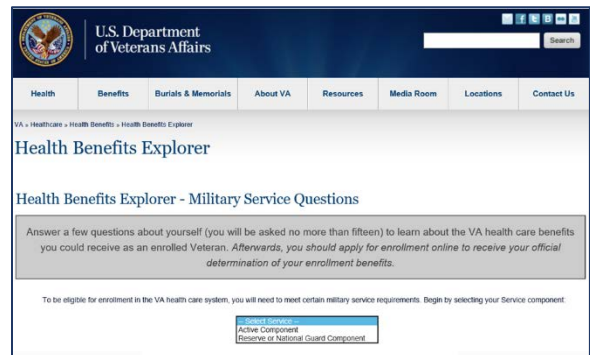 U.S. Department
of Veterans Affairs
Search
Health Benefits Burials & Memorials About VA Resources Media Room Locations Contact Us
VA » Healthcare » Health Benefits » Health Benefits Explorer
Health Benefits Explorer
Health Benefits Explorer - Military Service Questions
Answer a few questions about yourself (you will be asked no more than fifteen) to learn about the VA health care benefits
you could receive as an enrolled Veteran. Afterwards, you should apply for enrollment online to receive your official
determination of your enrollment benefits.
To be eligible for enrollment in the VA health care system, you will need to meet certain military service requirements. Begin by selecting your Service component:
-- Select Service --
Active Component
Reserve or National Guard Component